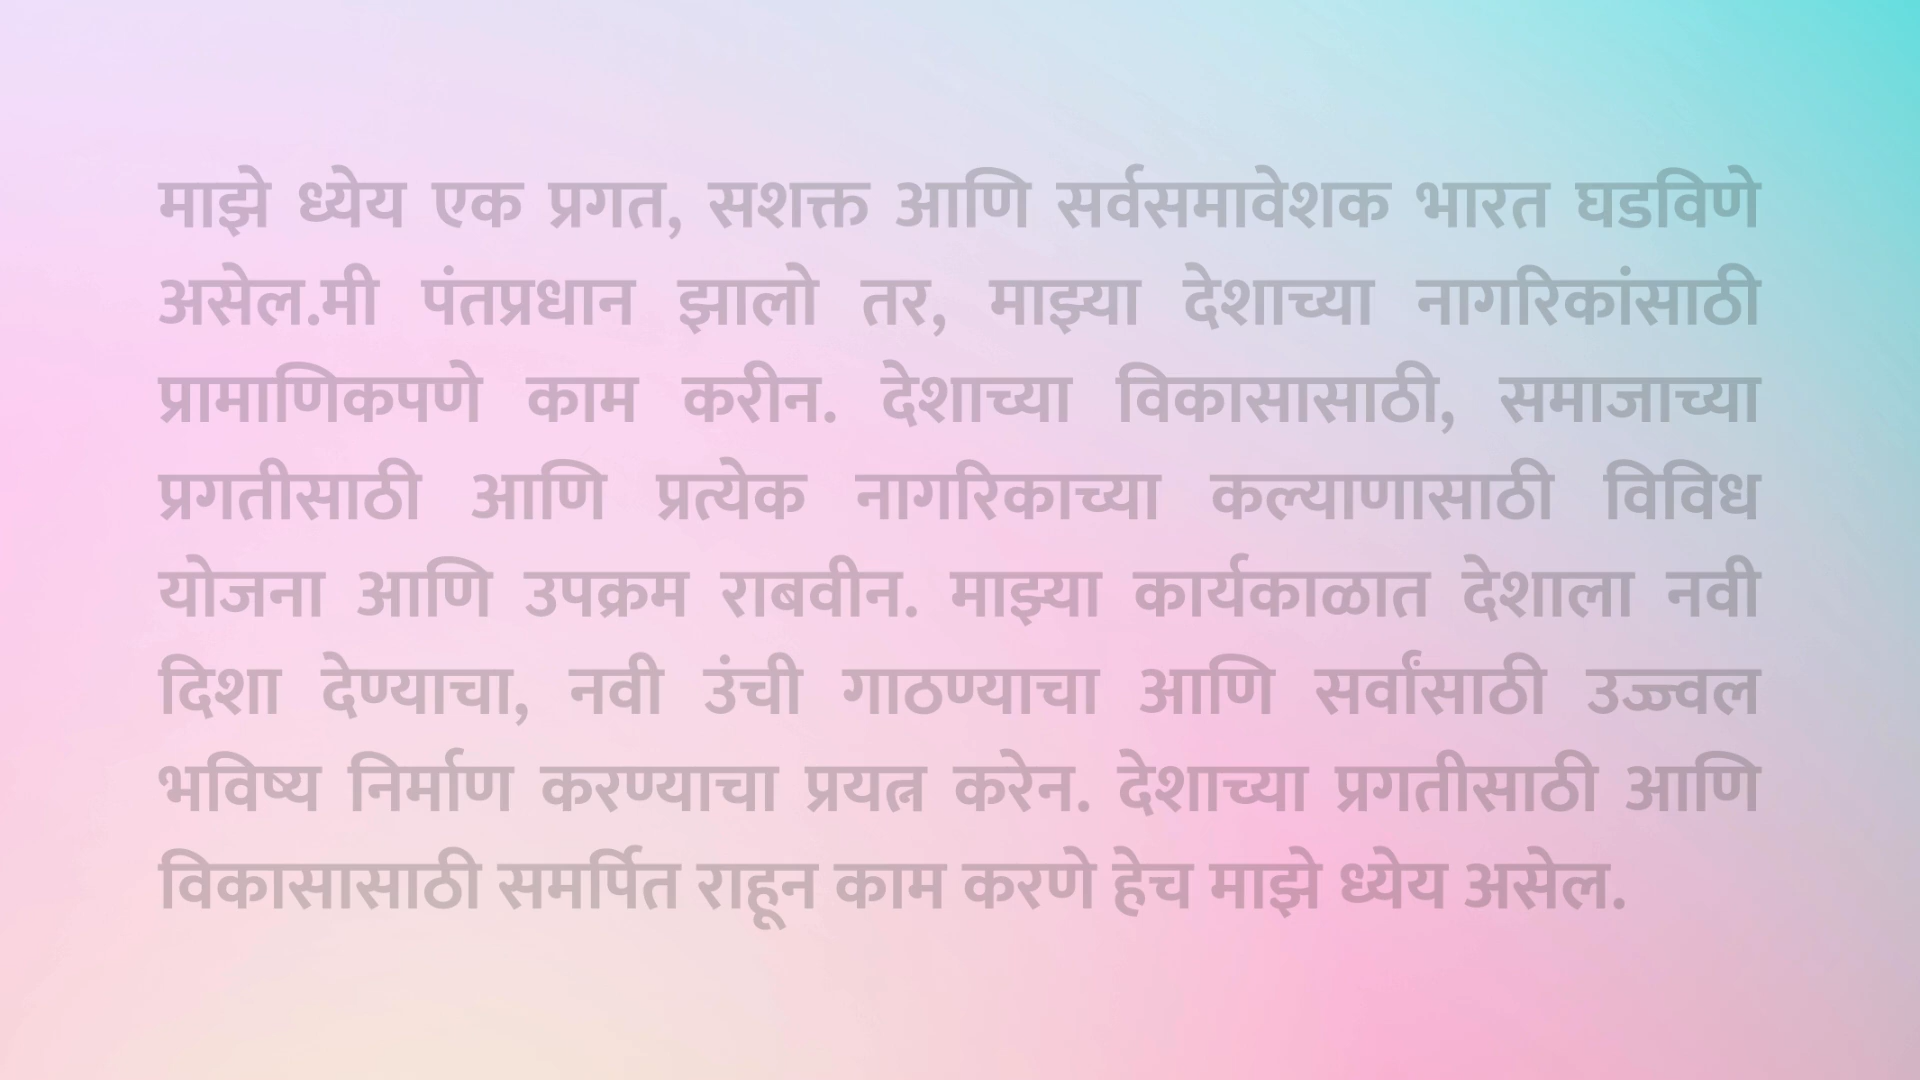 माझे ध्येय एक प्रगत, सशक्त आणि सर्वसमावेशक भारत घडविणे
असेल.मी पंतप्रधान झालो तर, माझ्या देशाच्या नागरिकांसाठी
प्रामाणिकपणे काम करीन. देशाच्या विकासासाठी, समाजाच्या
प्रगतीसाठी आणि प्रत्येक नागरिकाच्या कल्याणासाठी विविध
योजना आणि उपक्रम राबवीन. माझ्या कार्यकाळात देशाला नवी
दिशा देण्याचा, नवी उंची गाठण्याचा आणि सर्वांसाठी उज्ज्वल
भविष्य निर्माण करण्याचा प्रयत्न करेन. देशाच्या प्रगतीसाठी आणि
विकासासाठी समर्पित राहून काम करणे हेच माझे ध्येय असेल.